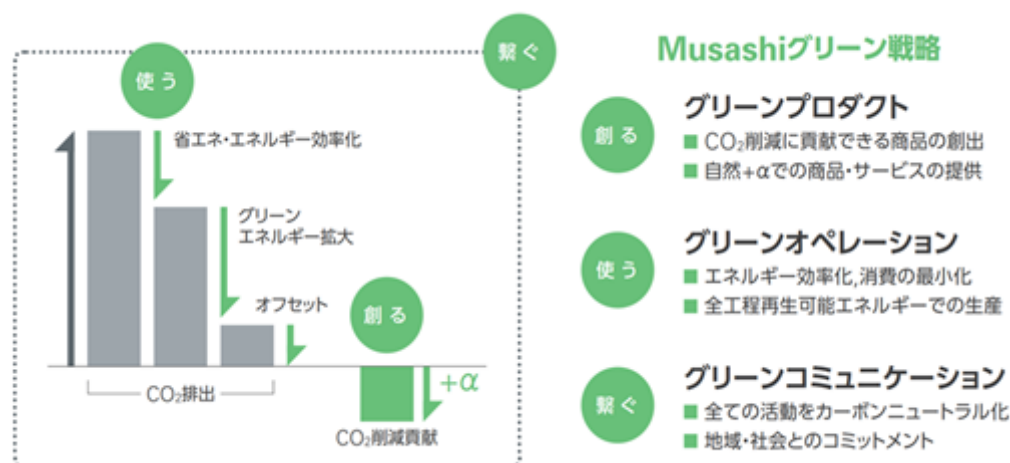 繋ぐ
使う
省エネ・エネルギー効率化
グリーン
エネルギー拡大
オフセット
創る
+α
CO₂排出
CO₂削減貢献
Musashiグリーン戦略
創る
グリーンプロダクト
■ CO₂削減に貢献できる商品の創出
■ 自然+αでの商品・サービスの提供
使う
グリーンオペレーション
■ エネルギー効率化,消費の最小化
■ 全工程再生可能エネルギーでの生産
繋ぐ
グリーンコミュニケーション
■ 全ての活動をカーボンニュートラル化
■ 地域・社会とのコミットメント